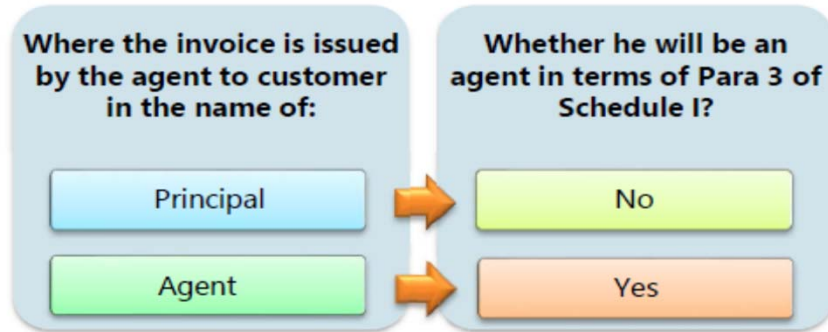 Where the invoice is issued
by the agent to customer
in the name of:
Whether he will be an
agent in terms of Para 3 of
Schedule I?
Principal
No
Agent
Yes